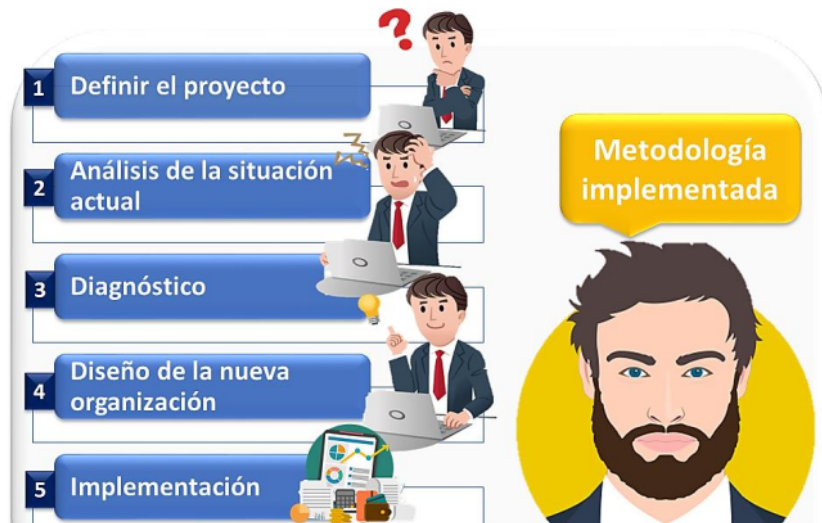 1 Definir el proyecto
2 Análisis de la situación
actual
3 Diagnóstico
4 Diseño de la nueva
organización
5 Implementación
Metodología
implementada